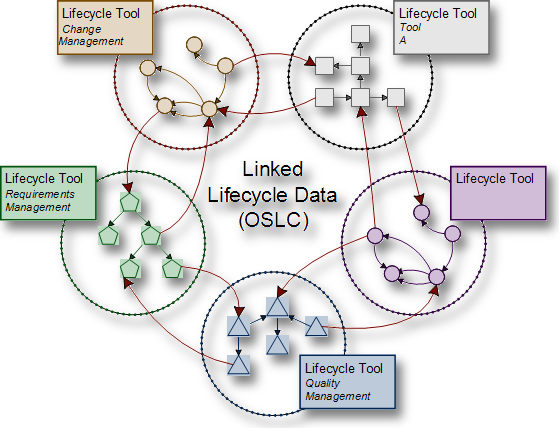 Lifecycle Tool
Change
Management
Lifecycle Tool
Tool
A
Lifecycle Tool
Requirements
Management
Linked
Lifecycle Data
(OSLC)
Lifecycle Tool
Lifecycle Tool
Quality
Management